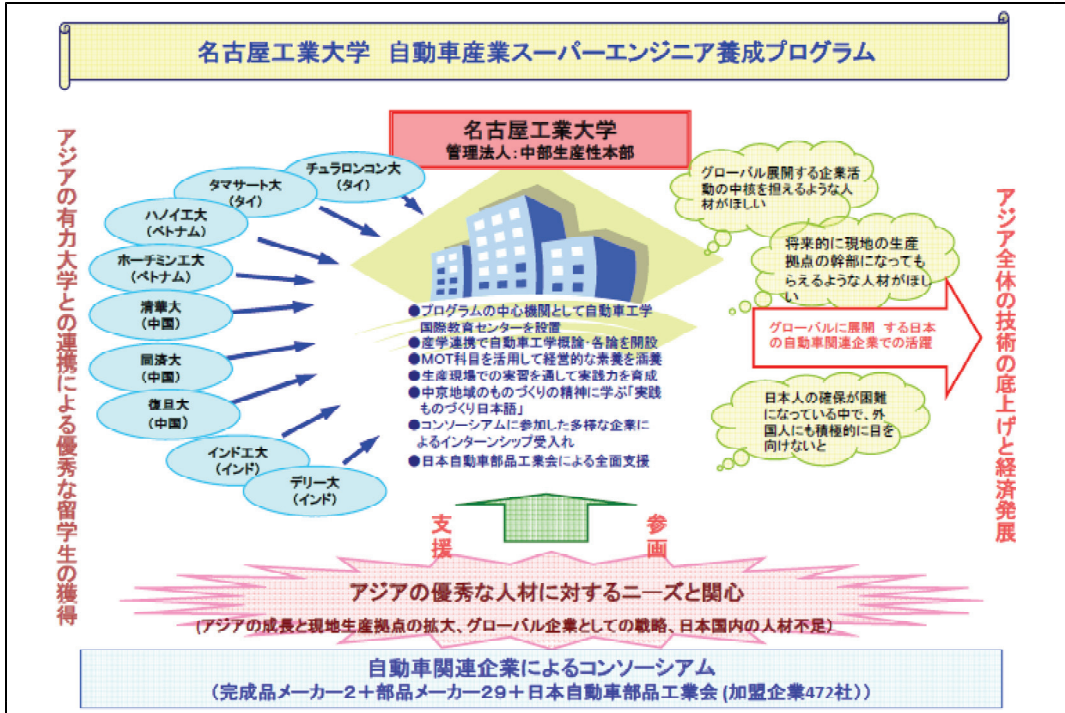 名古屋工業大学 自動車産業スーパーエンジニア養成プログラム
アジアの有力大学との連携による優秀な留学生の獲得
名古屋工業大学
管理法人:中部生産性本部
チュラロンコン大
(タイ)
タマサート大
(タイ)
ハノイ工大
(ベトナム)
ホーチミン工大
(ベトナム)
清華大
(中国)
同済大
(中国)
復旦大
(中国)
インド工大
(インド)
デリー大
(インド)
●プログラムの中心機関として自動車工学
国際教育センターを設置
●産学連携で自動車工学概論・各論を開設
●MOT科目を活用して経営的な素養を涵養
●生産現場での実習を通して実践力を育成
●中京地域のものづくりの精神に学ぶ「実践
ものづくり日本語」
●コンソーシアムに参加した多様な企業に
よるインターンシップ受入れ
●日本自動車部品工業会による全面支援
グローバル展開する企業活
動の中核を担えるような人
材がほしい
将来的に現地の生産
拠点の幹部になっても
らえるような人材がほし
い
グローバルに展開 する日本
の自動車関連企業での活躍
日本人の確保が困難
になっている中で、外
国人にも積極的に目を
向けないと
アジア全体の技術の底上げと経済発展
支援
参画
アジアの優秀な人材に対するニーズと関心
(アジアの成長と現地生産拠点の拡大、グローバル企業としての戦略、日本国内の人材不足)
自動車関連企業によるコンソーシアム
(完成品メーカー2+部品メーカー29+日本自動車部品工業会(加盟企業472社))